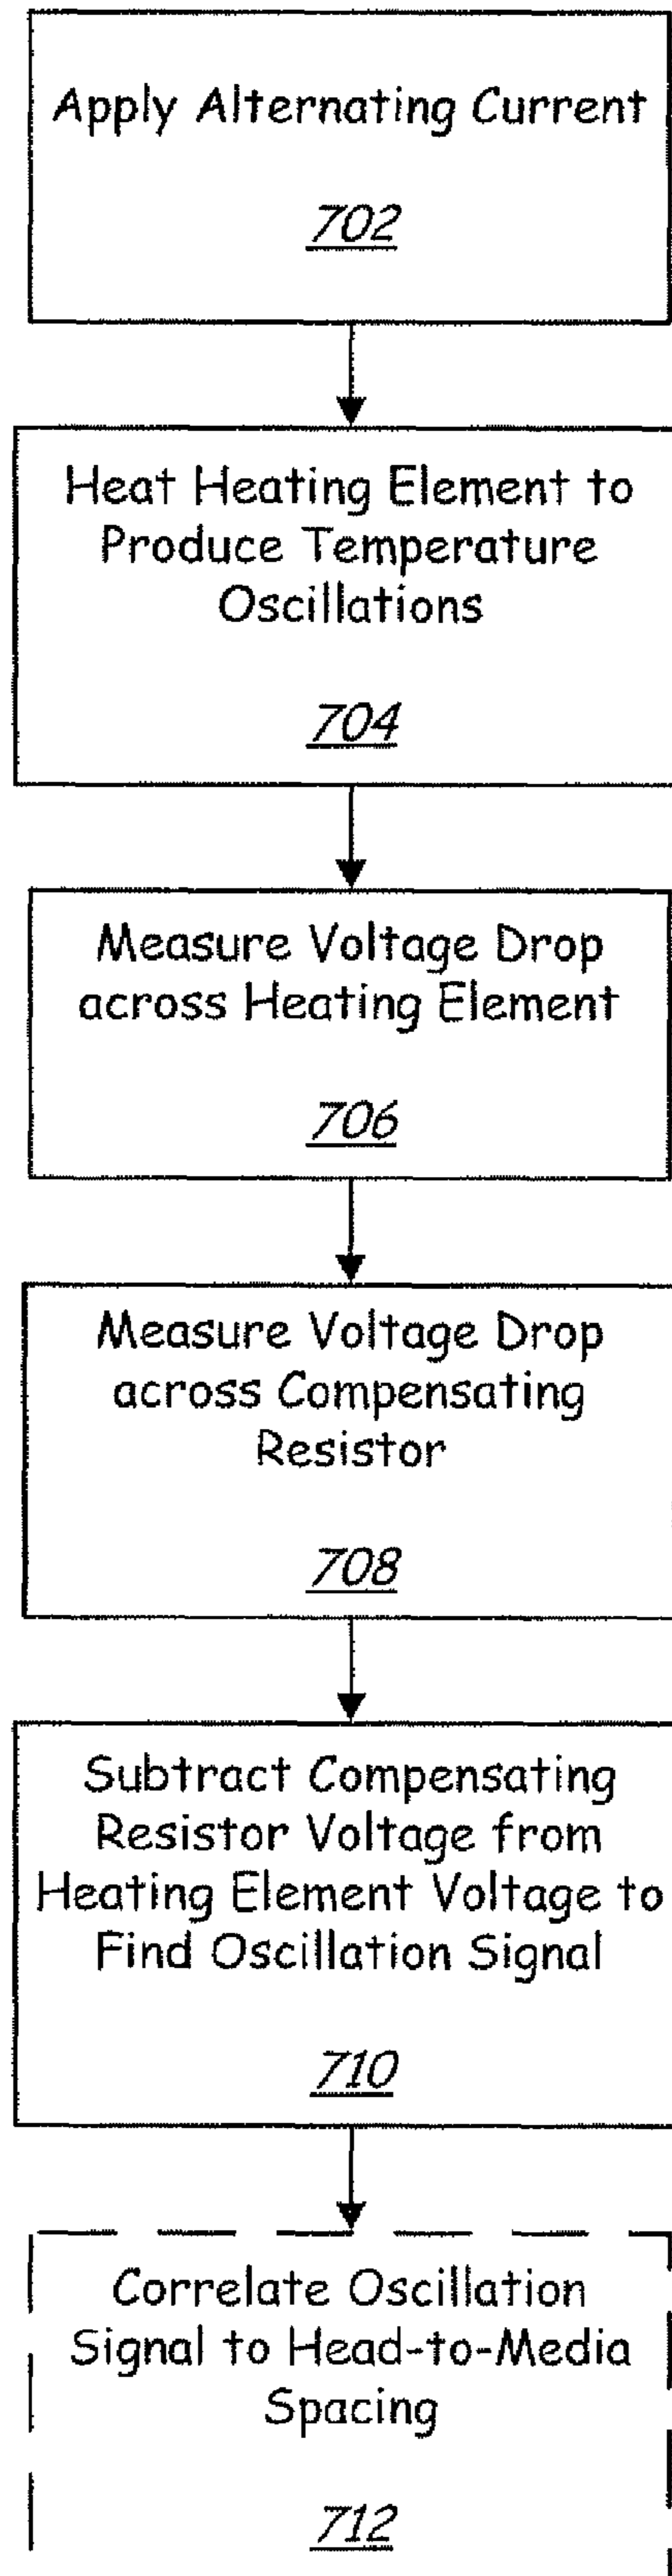 Apply Alternating Current
702
Heat Heating Element to
Produce Temperature
Oscillations
704
Measure Voltage Drop
across Heating Element
706
Measure Voltage Drop
across Compensating
Resistor
708
Subtract Compensating
Resistor Voltage from
Heating Element Voltage to
Find Oscillation Signal
710
Correlate Oscillation
Signal to Head-to-Media
Spacing
712